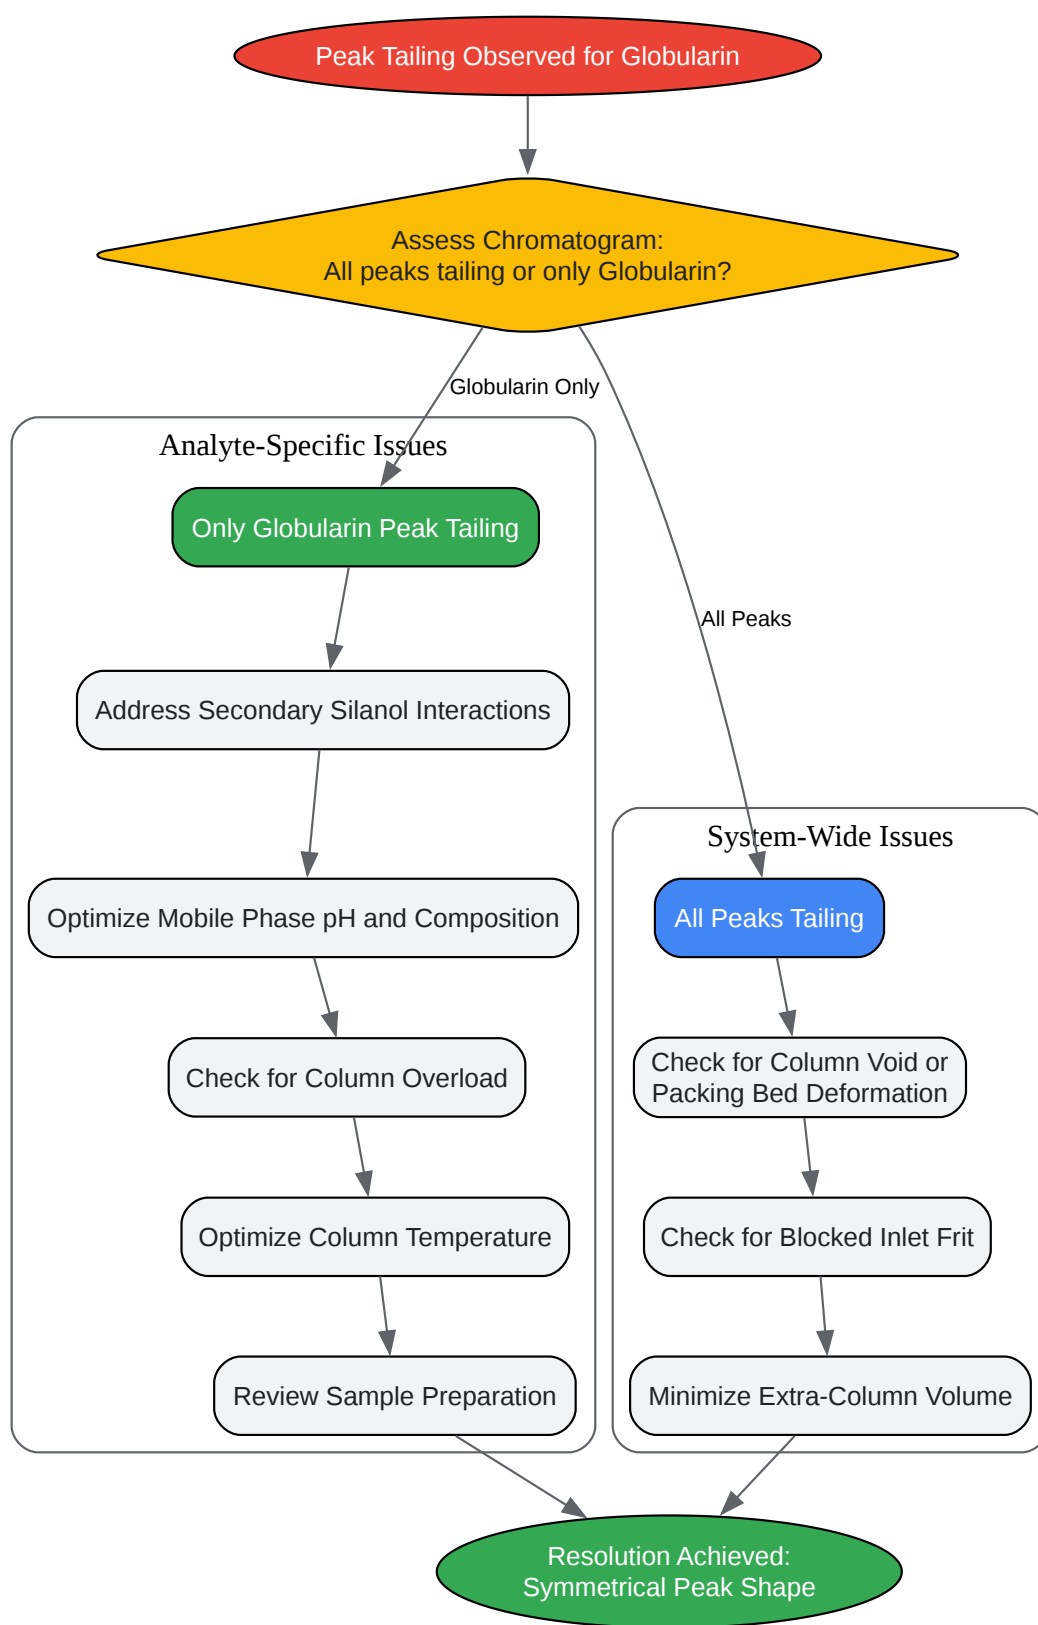 Peak Tailing Observed for Globularin
Assess Chromatogram:
All peaks tailing or only Globularin?
Globularin Only
Analyte-Specific Issues
Only Globularin Peak Tailing
Address Secondary Silanol Interactions
Optimize Mobile Phase pH and Composition
Check for Column Overload
Optimize Column Temperature
Review Sample Preparation
All Peaks
System-Wide Issues
All Peaks Tailing
Check for Column Void or
Packing Bed Deformation
Check for Blocked Inlet Frit
Minimize Extra-Column Volume
Resolution Achieved:
Symmetrical Peak Shape